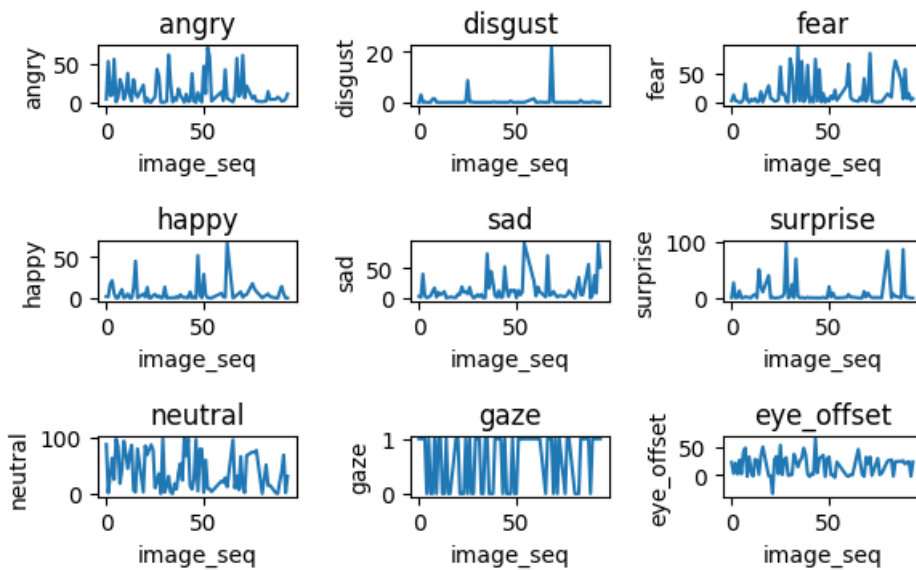 angry disgust fear
angry 50 0 disgust 20 0 fear 50 0
0 50 0 50 0 50
image_seq image_seq image_seq
happy sad surprise
happy 50 0 sad 50 0 surprise 100 0
0 50 0 50 0 50
image_seq image_seq image_seq
neutral gaze eye_offset
neutral 100 0 gaze 1 0 eye_offset 50 0
0 50 0 50 0 50
image_seq image_seq image_seq